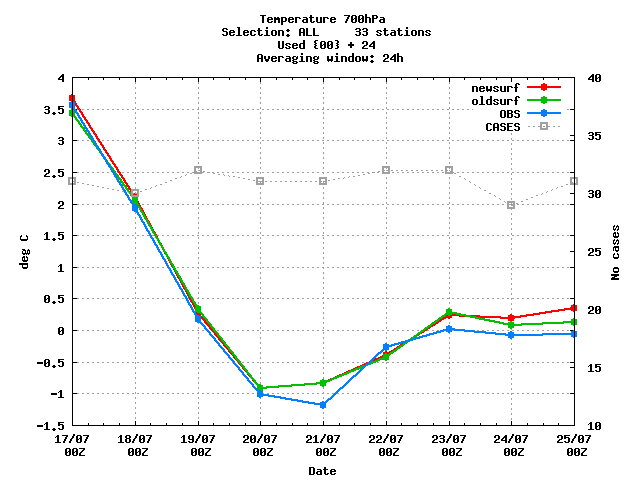 Temperature 700hPa
Selection: ALL     33 stations
Used {00} + 24
Averaging window: 24h
newsurf
oldsurf
OBS
CASES
4
3.5
3
2.5
2
1.5
1
0.5
0
-0.5
-1
-1.5
deg C
40
35
30
25
20
15
10
No cases
17/07 18/07 19/07 20/07 21/07 22/07 23/07 24/07 25/07
00Z 00Z 00Z 00Z 00Z 00Z 00Z 00Z 00Z
Date